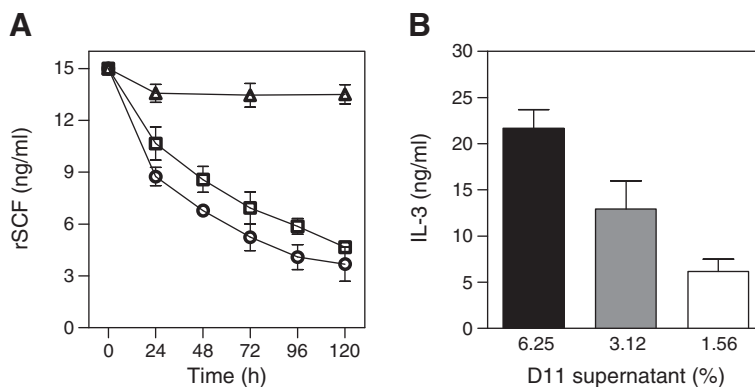 A
15
12
9
6
3
0
rSCF (ng/ml)
0 24 48 72 96 120
Time (h)
B
30
25
20
15
10
5
0
IL-3 (ng/ml)
6.25 3.12 1.56
D11 supernatant (%)